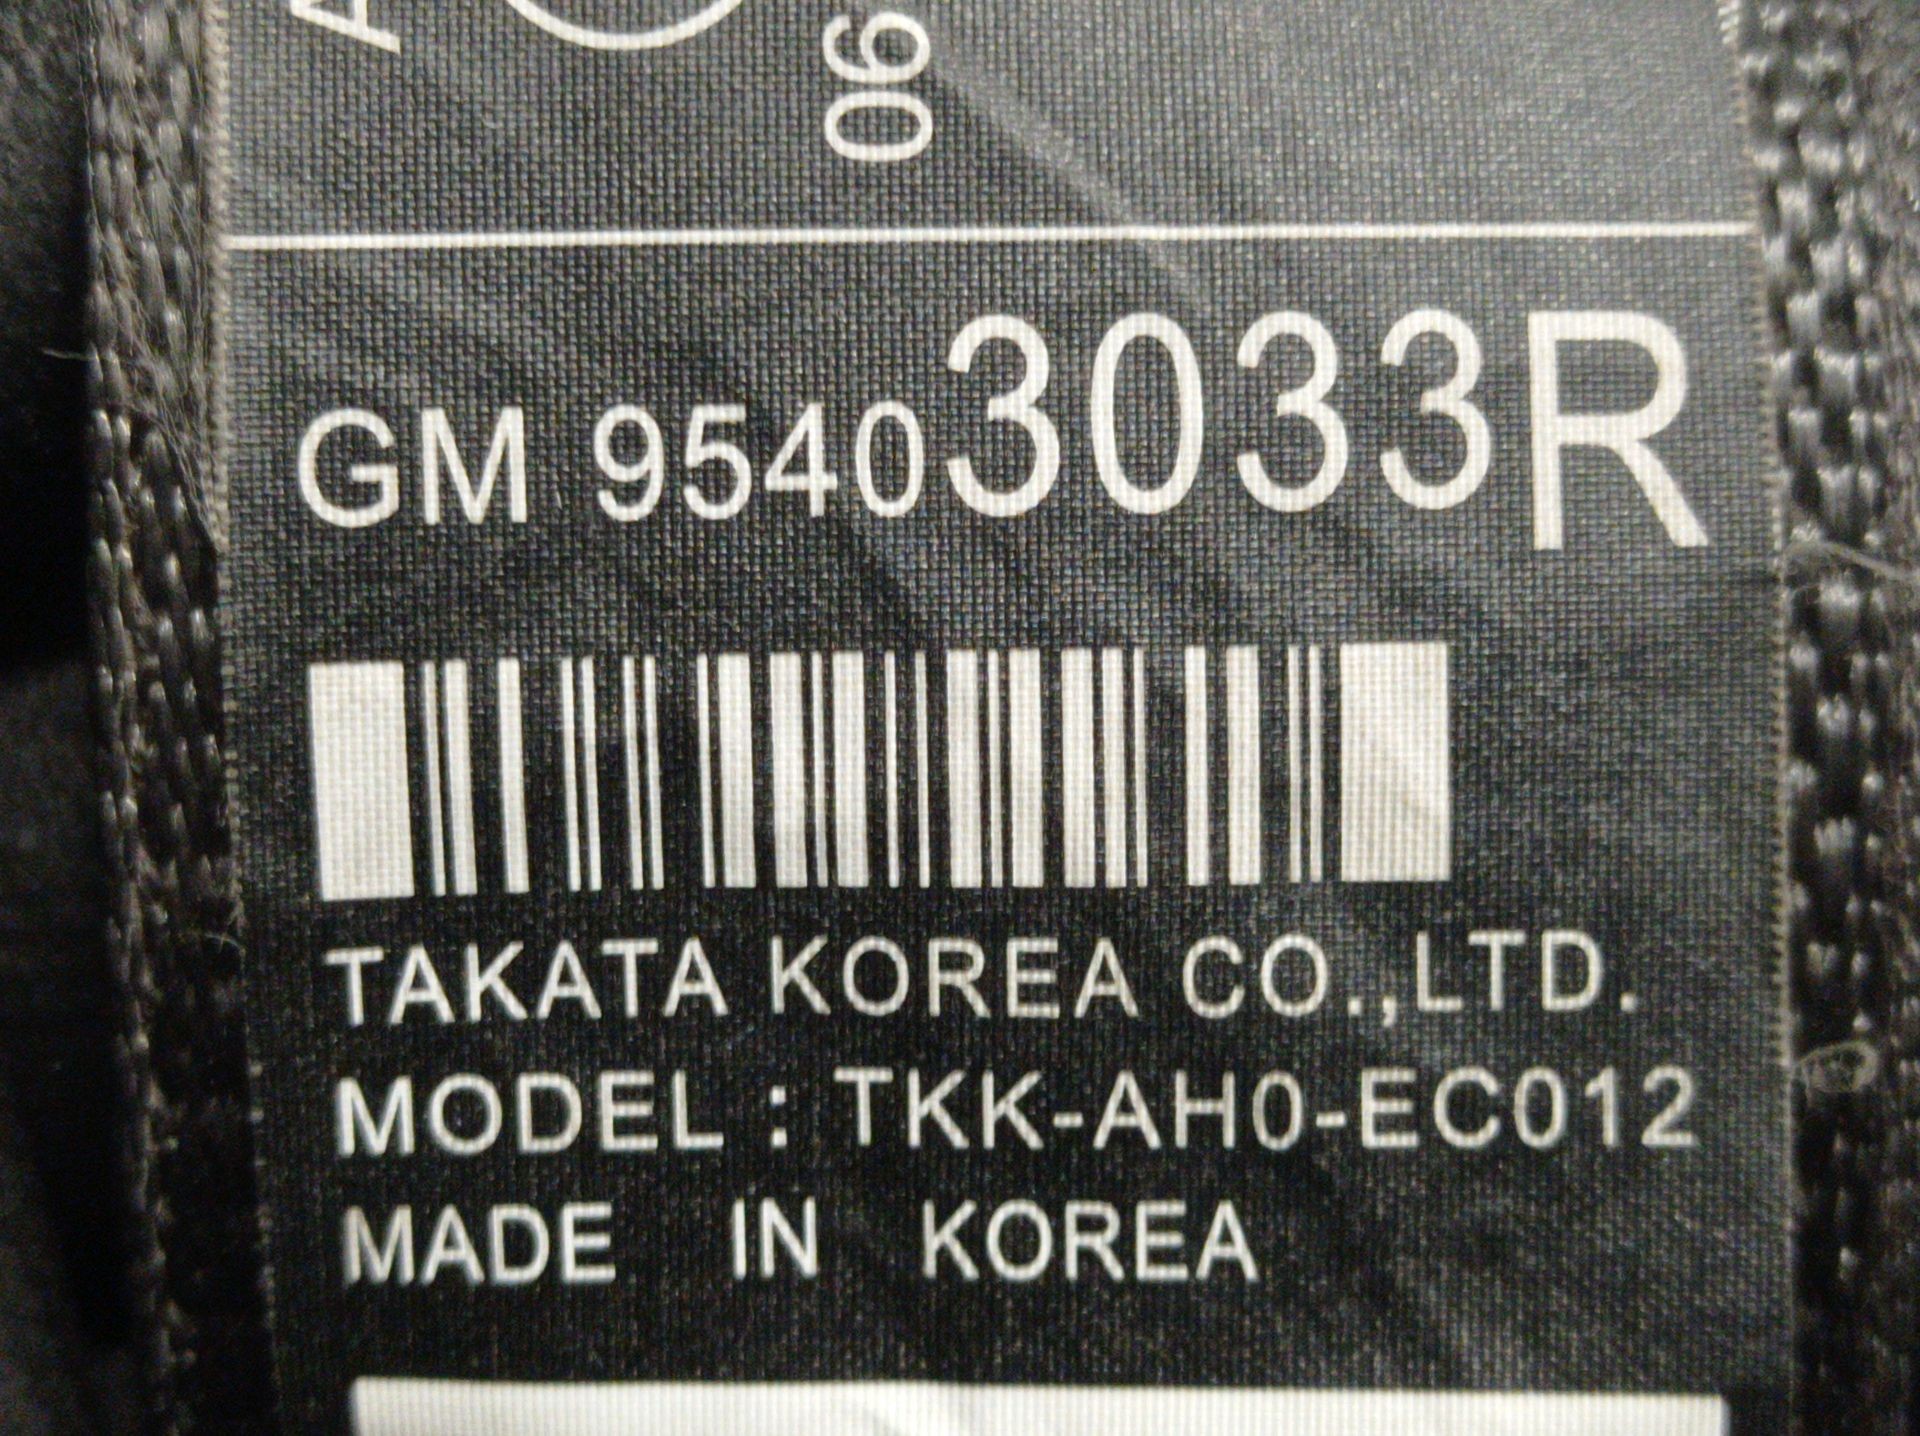 06
GM 95403033R
TAKATA KOREA CO.,LTD.
MODEL : TKK-AH0-EC012
MADE IN KOREA